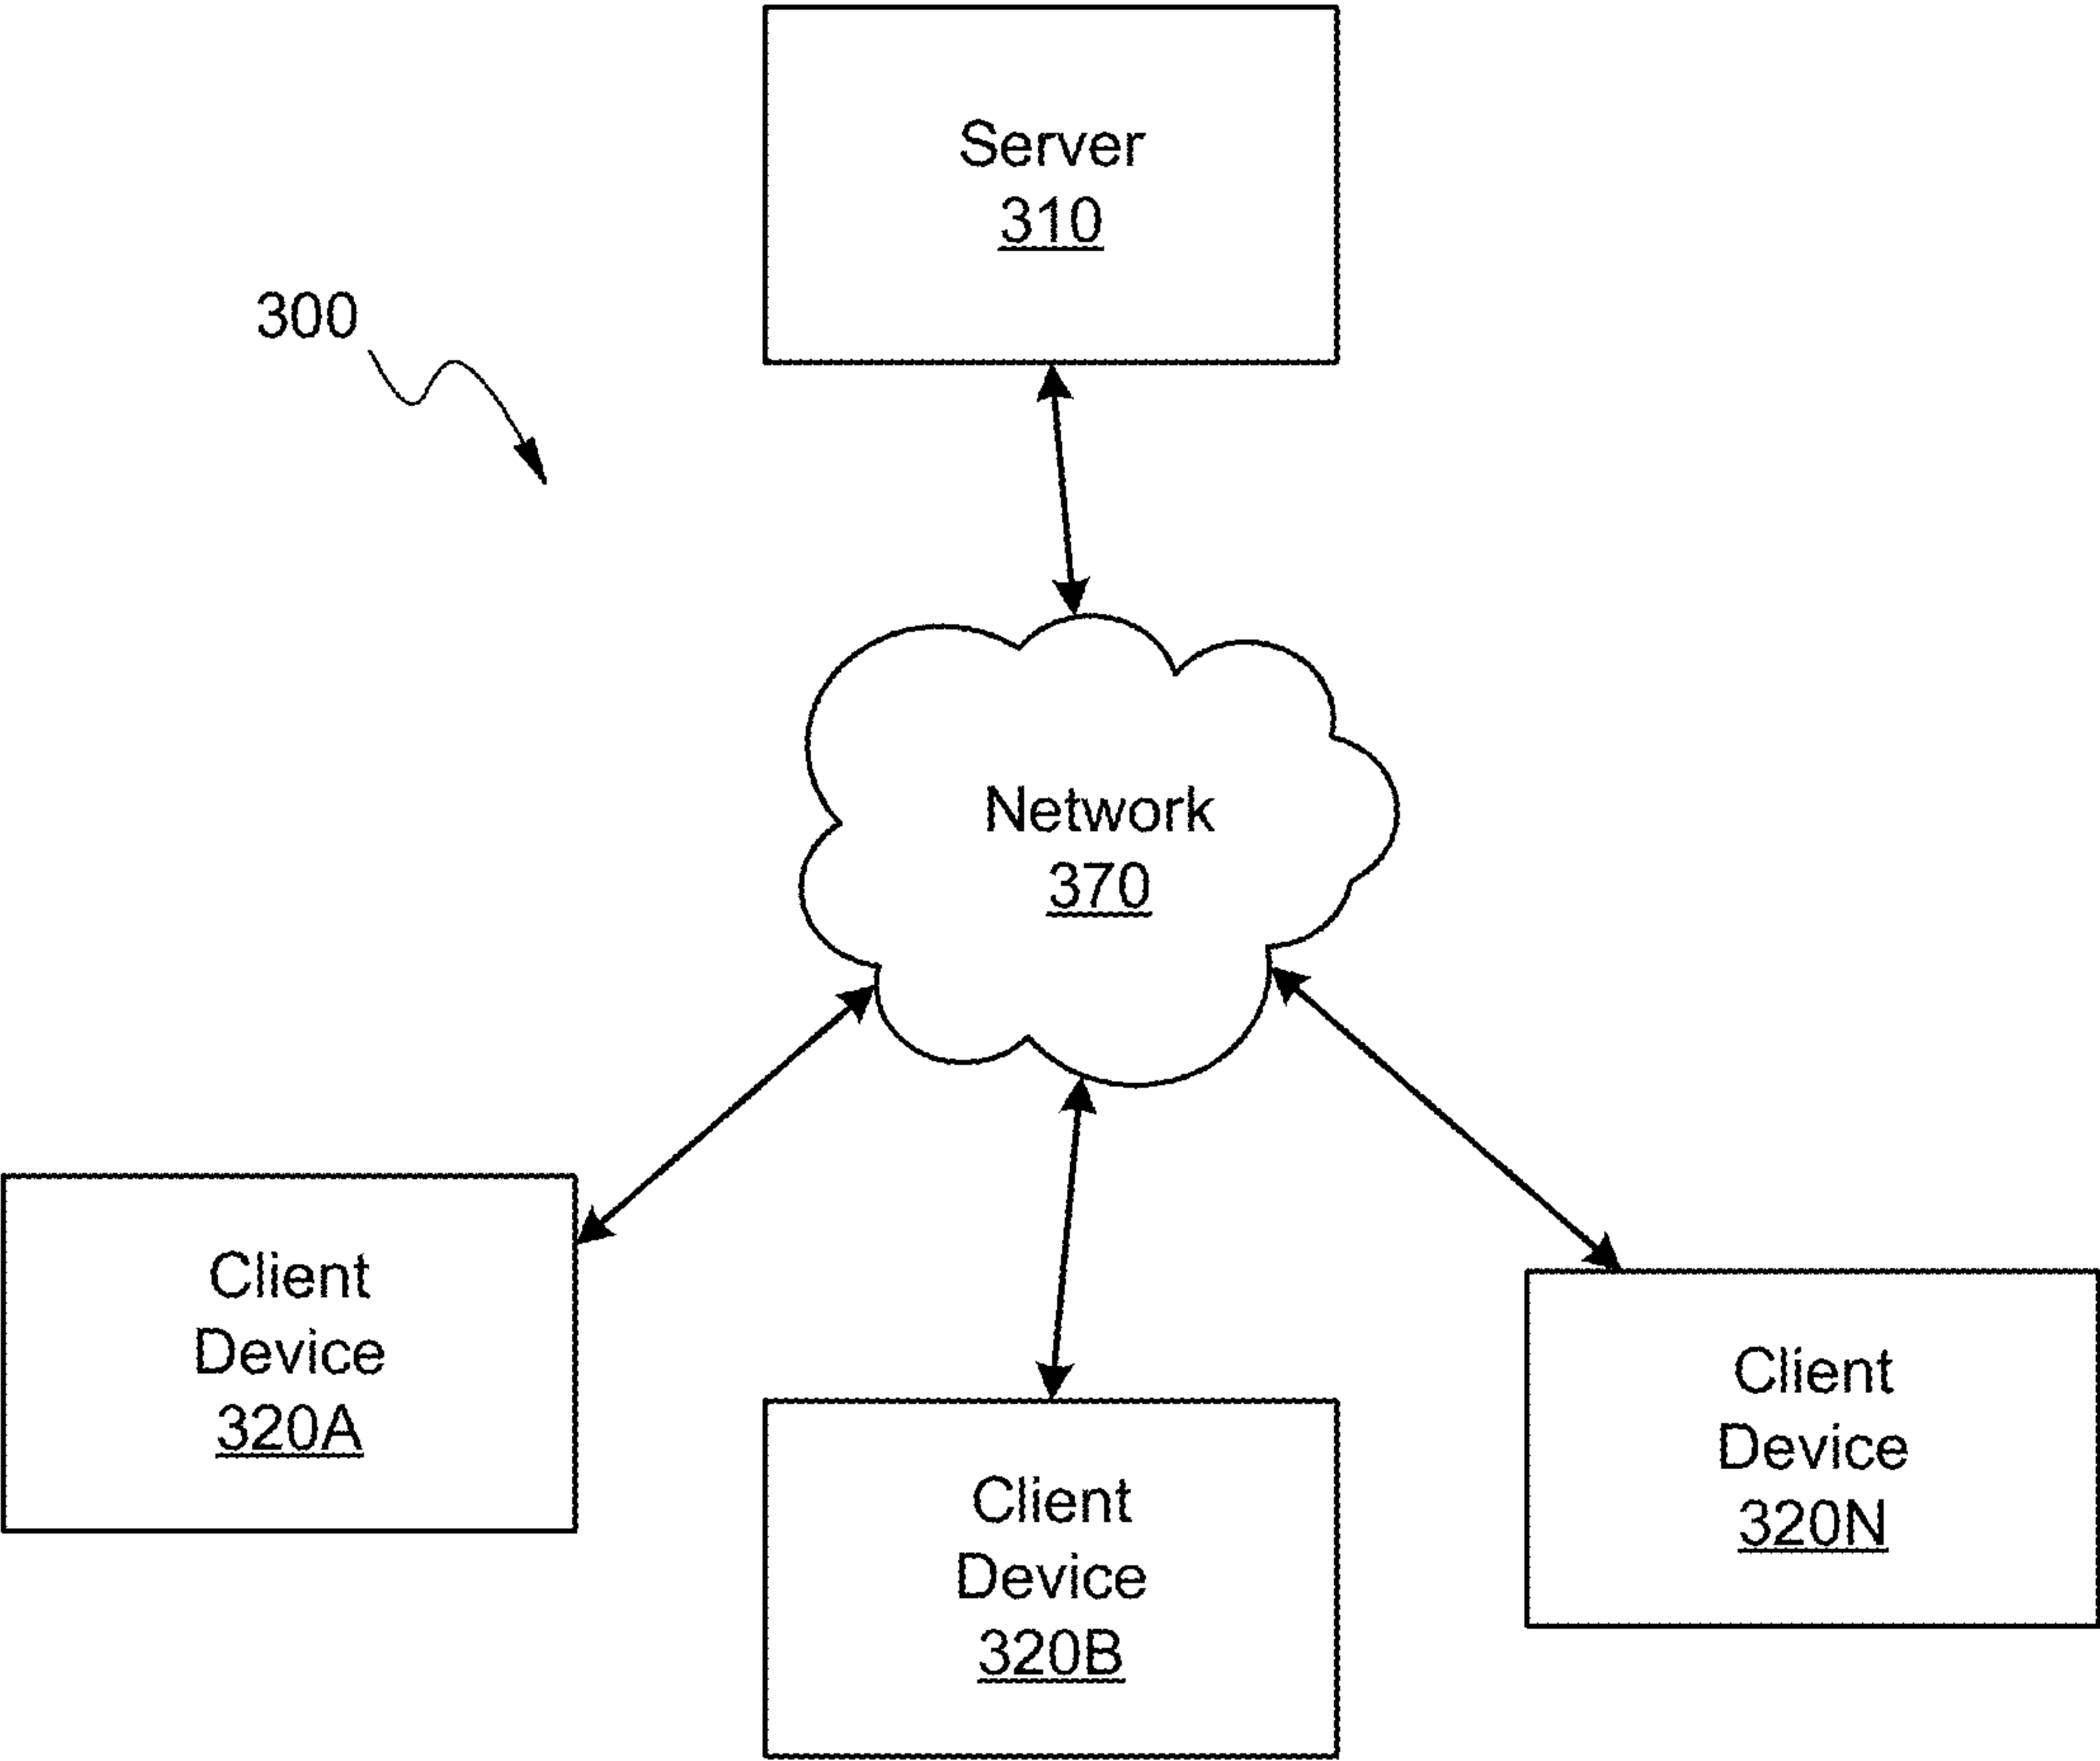 Server
310
300
Network
370
Client
Device
320A
Client
Device
320B
Client
Device
320N